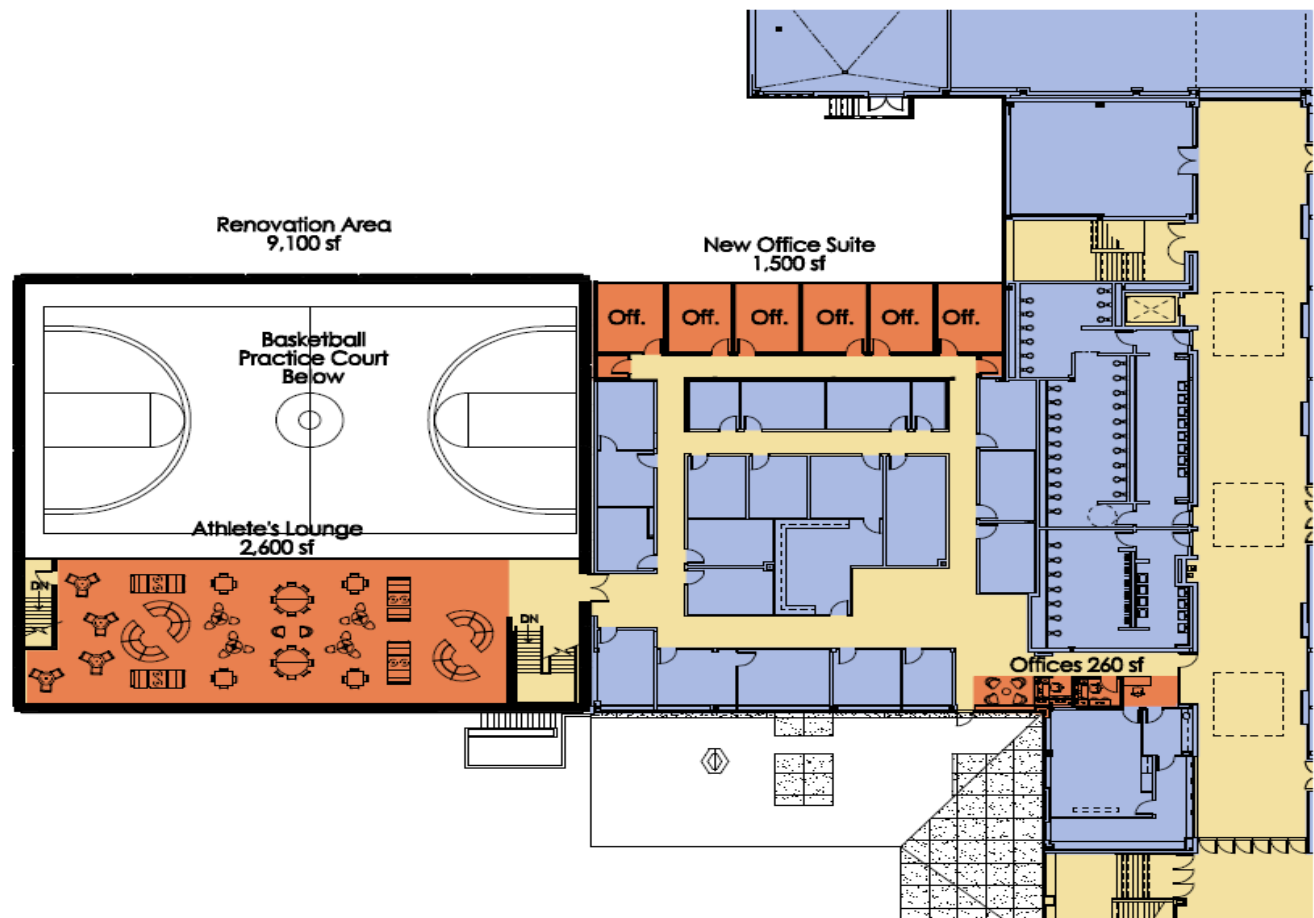 Renovation Area
9,100 sf
New Office Suite
1,500 sf
Off.
Off.
Off.
Off.
Off.
Off.
Basketball
Practice Court
Below
Athlete's Lounge
2,600 sf
DN
DN
Offices 260 sf